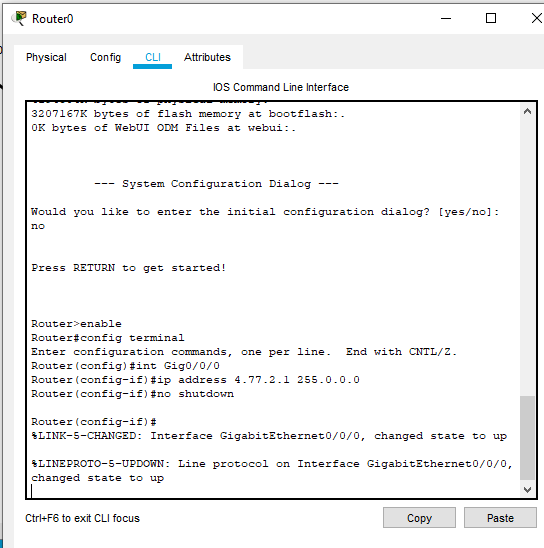 Router0
Physical Config CLI Attributes
IOS Command Line Interface
bytes of physical memory.
3207167K bytes of flash memory at bootflash:.
0K bytes of WebUI ODM Files at webui:.
--- System Configuration Dialog ---
Would you like to enter the initial configuration dialog? [yes/no]:
no
Press RETURN to get started!
Router>enable
Router#config terminal
Enter configuration commands, one per line.  End with CNTL/Z.
Router(config)#int Gig0/0/0
Router(config-if)#ip address 4.77.2.1 255.0.0.0
Router(config-if)#no shutdown
Router(config-if)#
%LINK-5-CHANGED: Interface GigabitEthernet0/0/0, changed state to up
%LINEPROTO-5-UPDOWN: Line protocol on Interface GigabitEthernet0/0/0,
changed state to up
Ctrl+F6 to exit CLI focus
Copy Paste